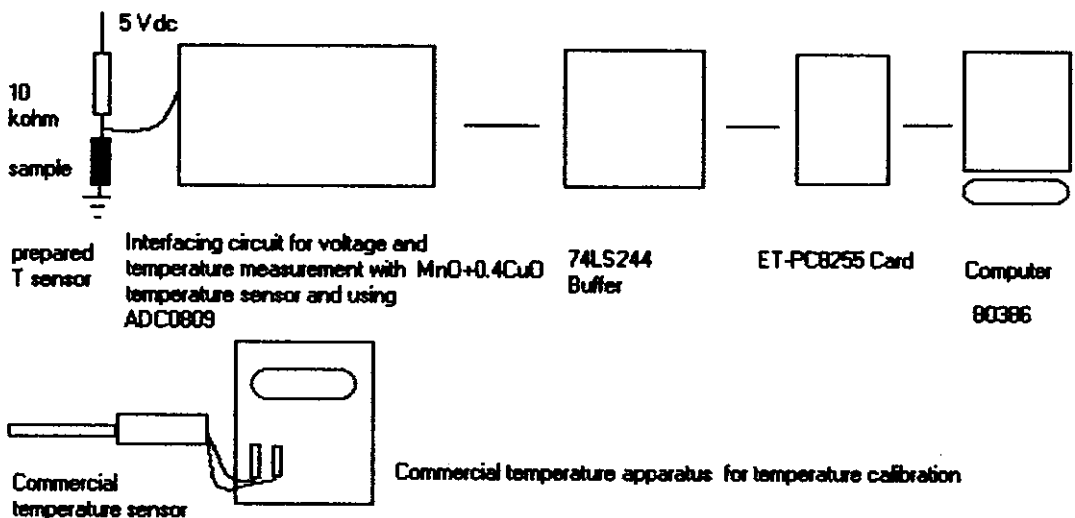 5 Vdc
10
kohm
sample
prepared
T sensor
Interfacing circuit for voltage and
temperature measurement with MnO+0.4CuO
temperature sensor and using
ADC0809
74LS244
Buffer
ET-PC8255 Card
Computer
80386
Commercial
temperature sensor
Commercial temperature apparatus for temperature calibration